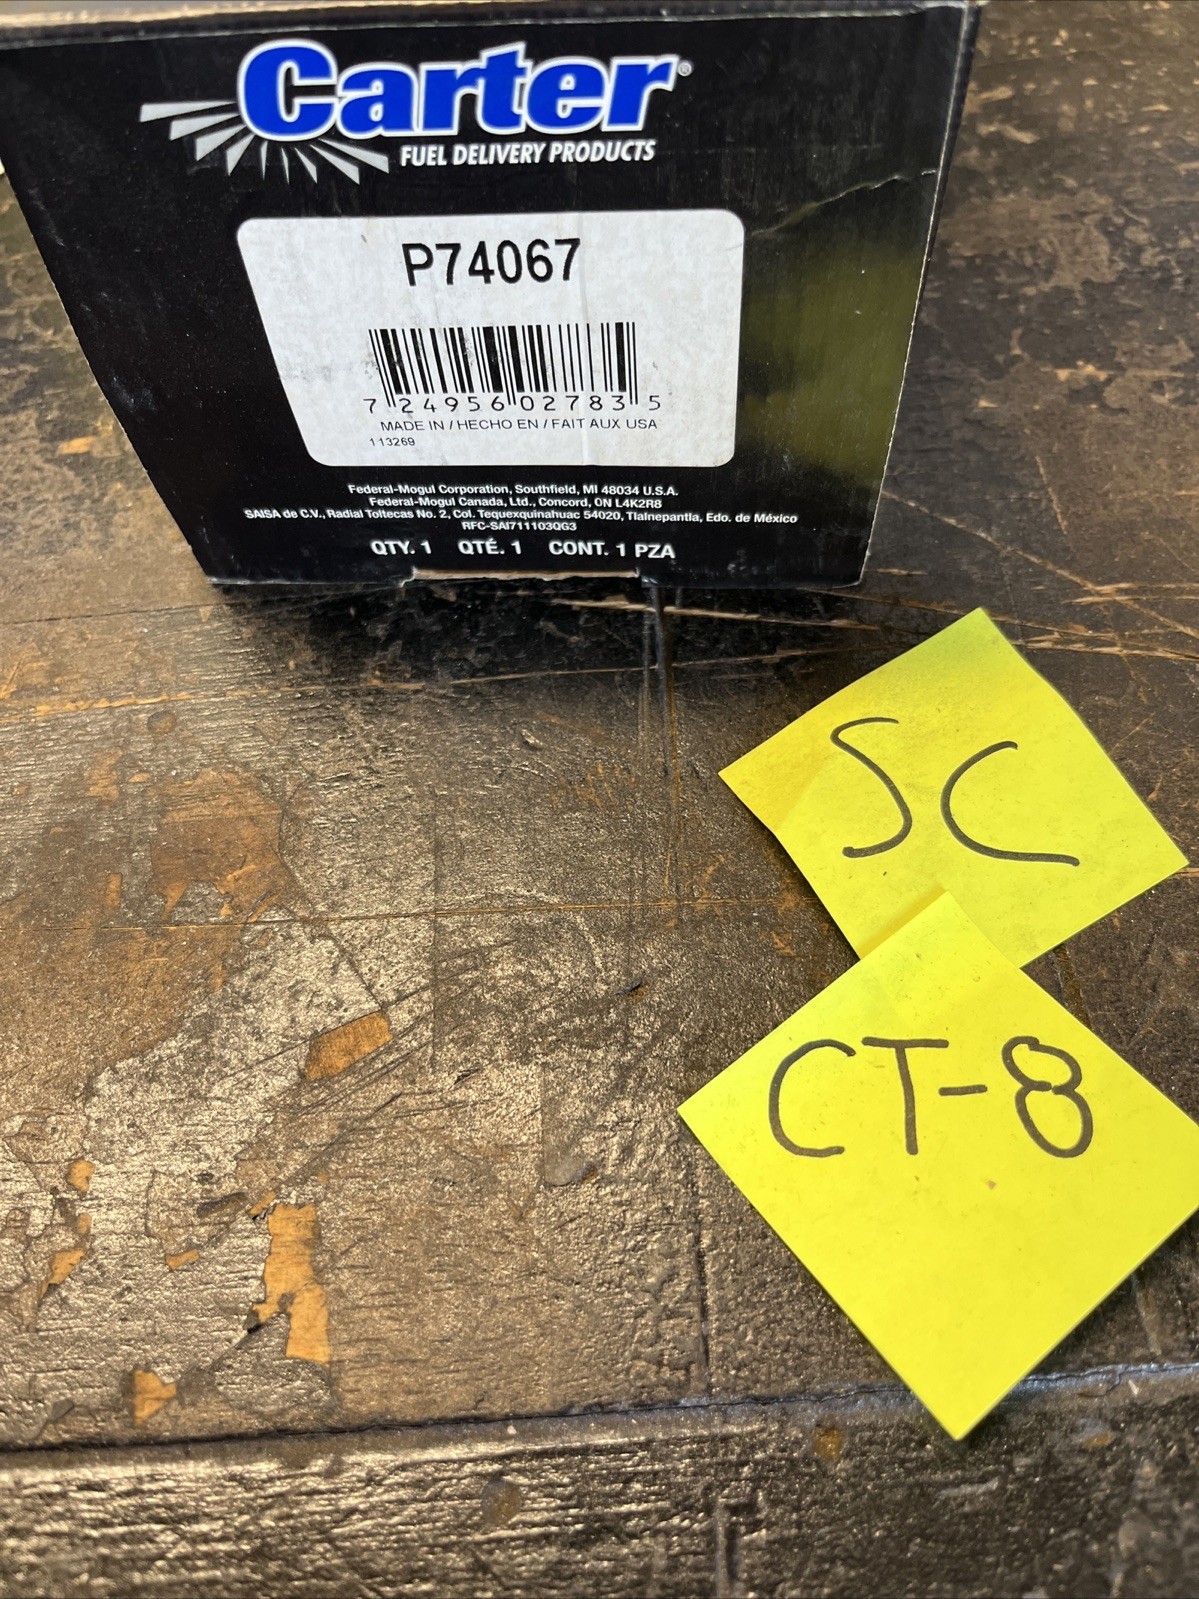 Carter®
FUEL DELIVERY PRODUCTS
P74067
7 24956 02783 5
MADE IN / HECHO EN / FAIT AUX USA
113269
Federal-Mogul Corporation, Southfield, MI 48034 U.S.A.
Federal-Mogul Canada, Ltd., Concord, ON L4K2R8
SAISA de C.V., Radial Toltecas No. 2, Col. Tequexquinahuac 54020, Tlalnepantla, Edo. de México
RFC-SAI711103QG3
QTY. 1 QTÉ. 1 CONT. 1 PZA
SC
CT-8